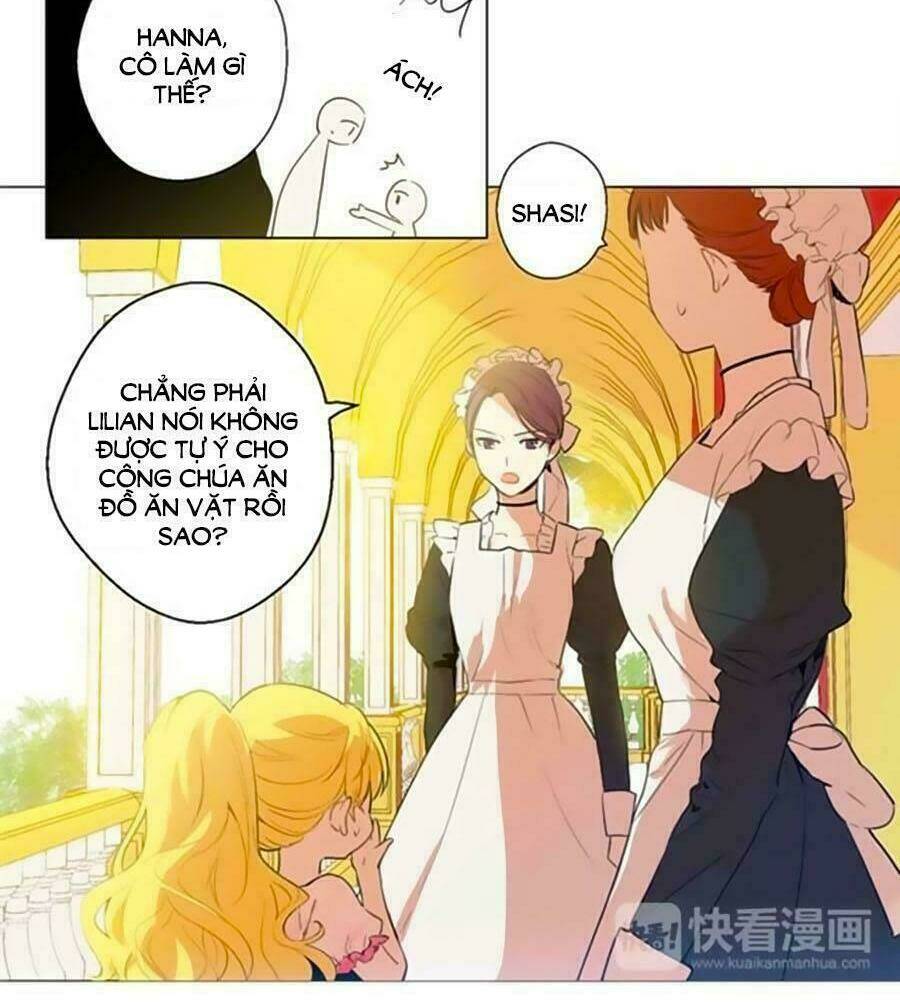 HANNA,
CÔ LÀM GÌ
THẾ?
ÁCH!
SHASI!
CHẲNG PHẢI
LILIAN NÓI KHÔNG
ĐƯỢC TỰ Ý CHO
CÔNG CHÚA ĂN
ĐỒ ĂN VẶT RỒI
SAO?
快看漫画
www.kuaikanmanhua.com